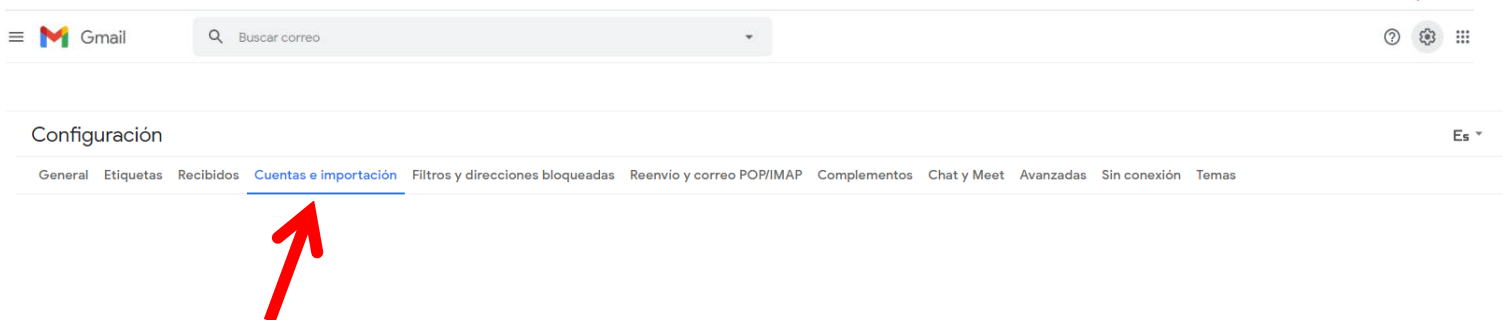 Gmail
Buscar correo
Configuración
Es
General Etiquetas Recibidos Cuentas e importación Filtros y direcciones bloqueadas Reenvío y correo POP/IMAP Complementos Chat y Meet Avanzadas Sin conexión Temas